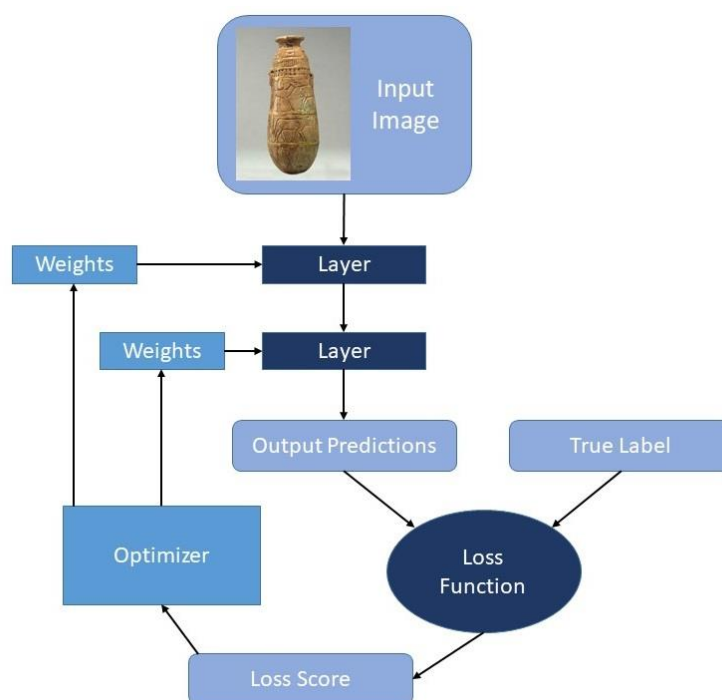 Input
Image
Weights
Layer
Weights
Layer
Output Predictions
True Label
Optimizer
Loss
Function
Loss Score